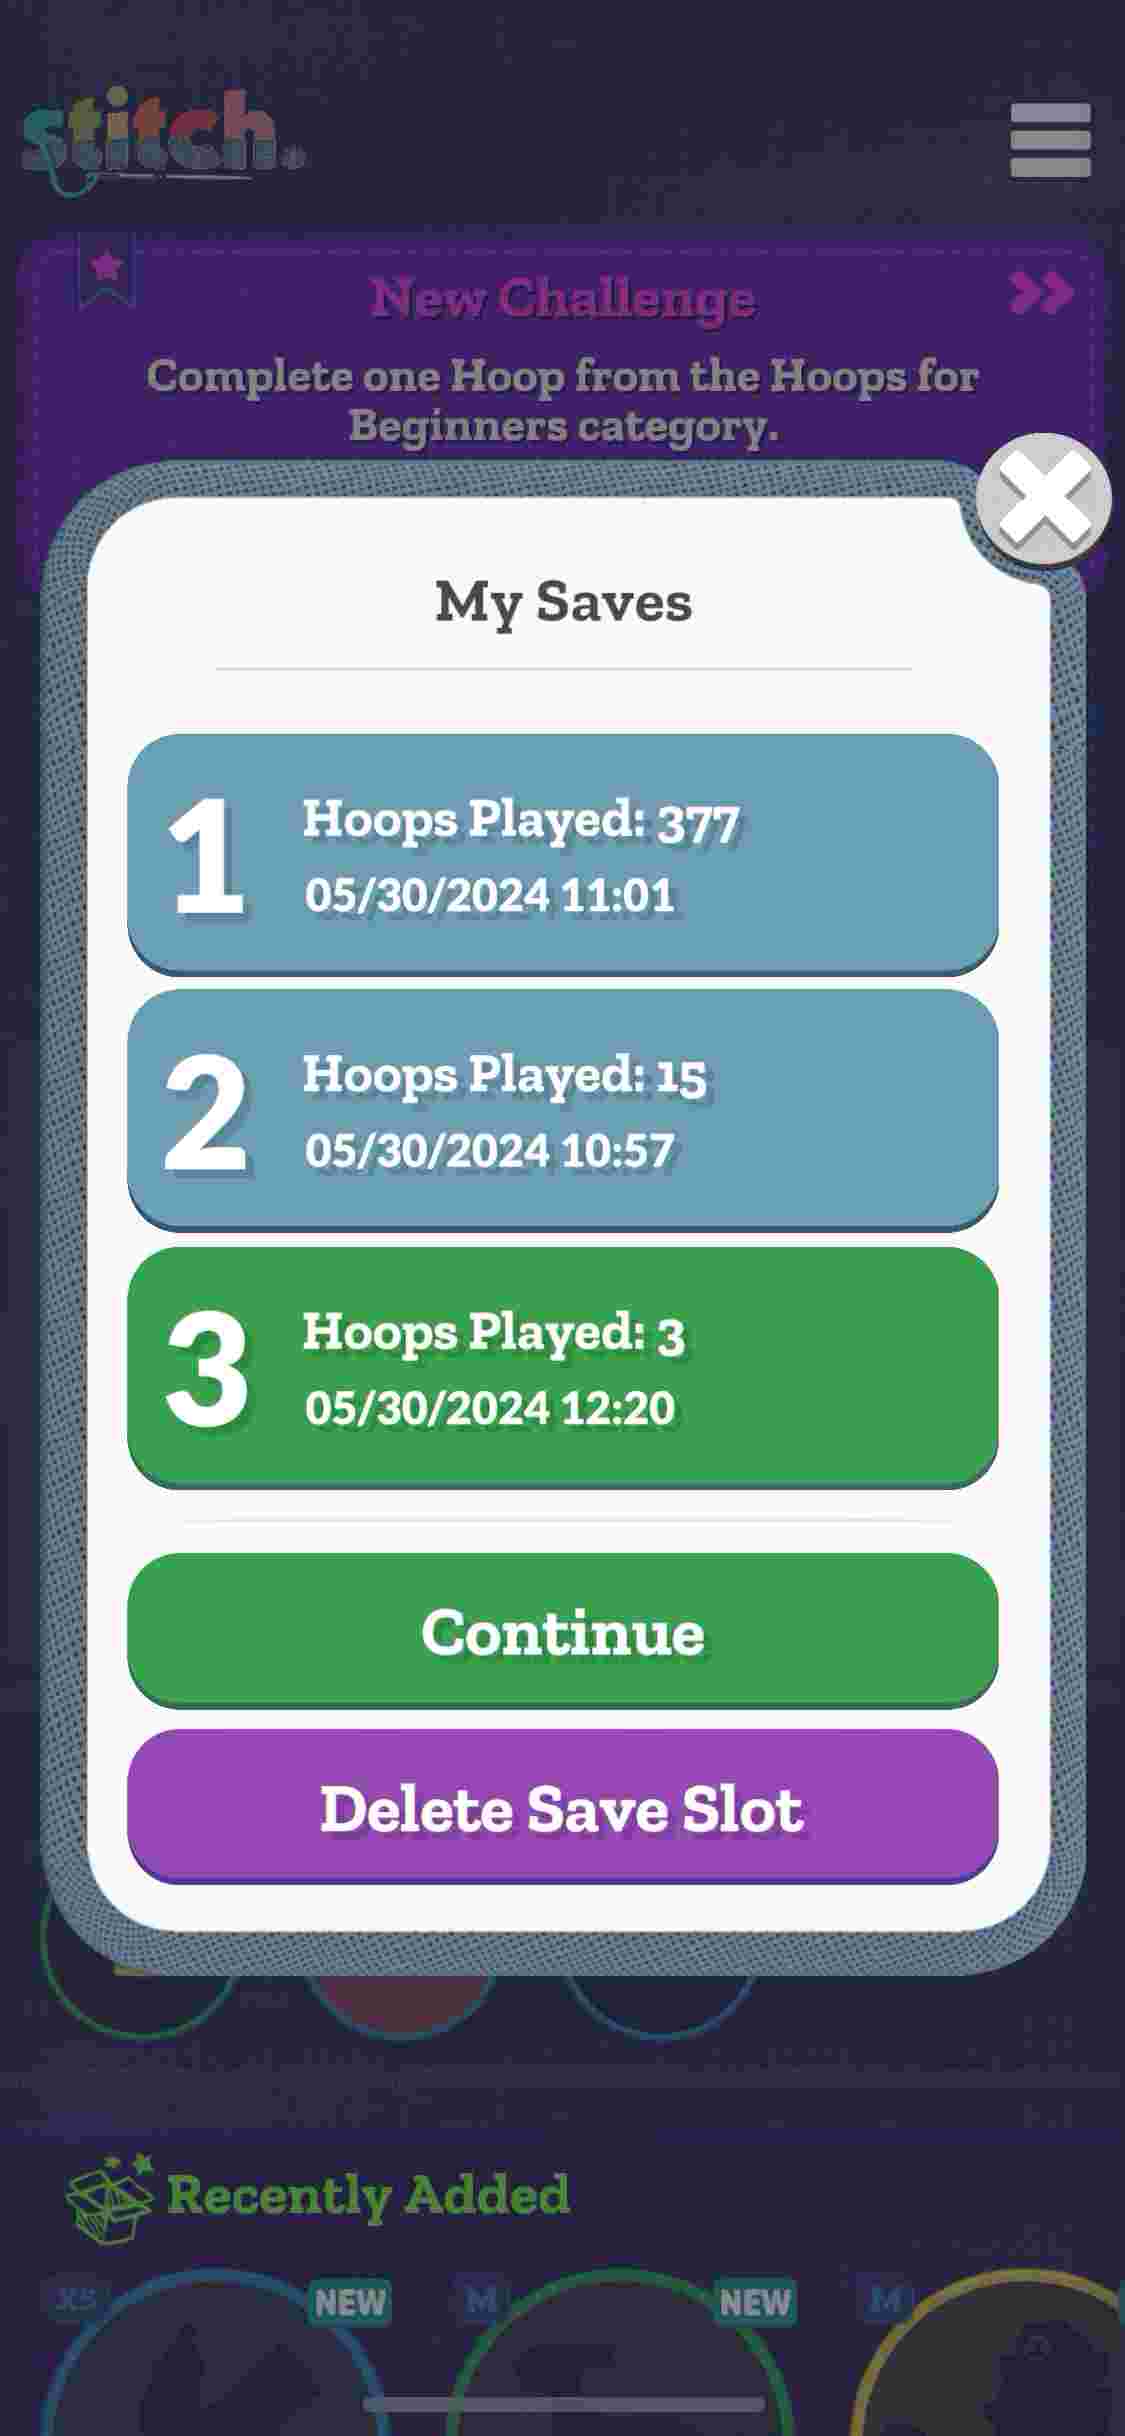 stitch.
New Challenge
Complete one Hoop from the Hoops for
Beginners category.
My Saves
1
Hoops Played: 377
05/30/2024 11:01
2
Hoops Played: 15
05/30/2024 10:57
3
Hoops Played: 3
05/30/2024 12:20
Continue
Delete Save Slot
Recently Added
XS
NEW
M
NEW
M